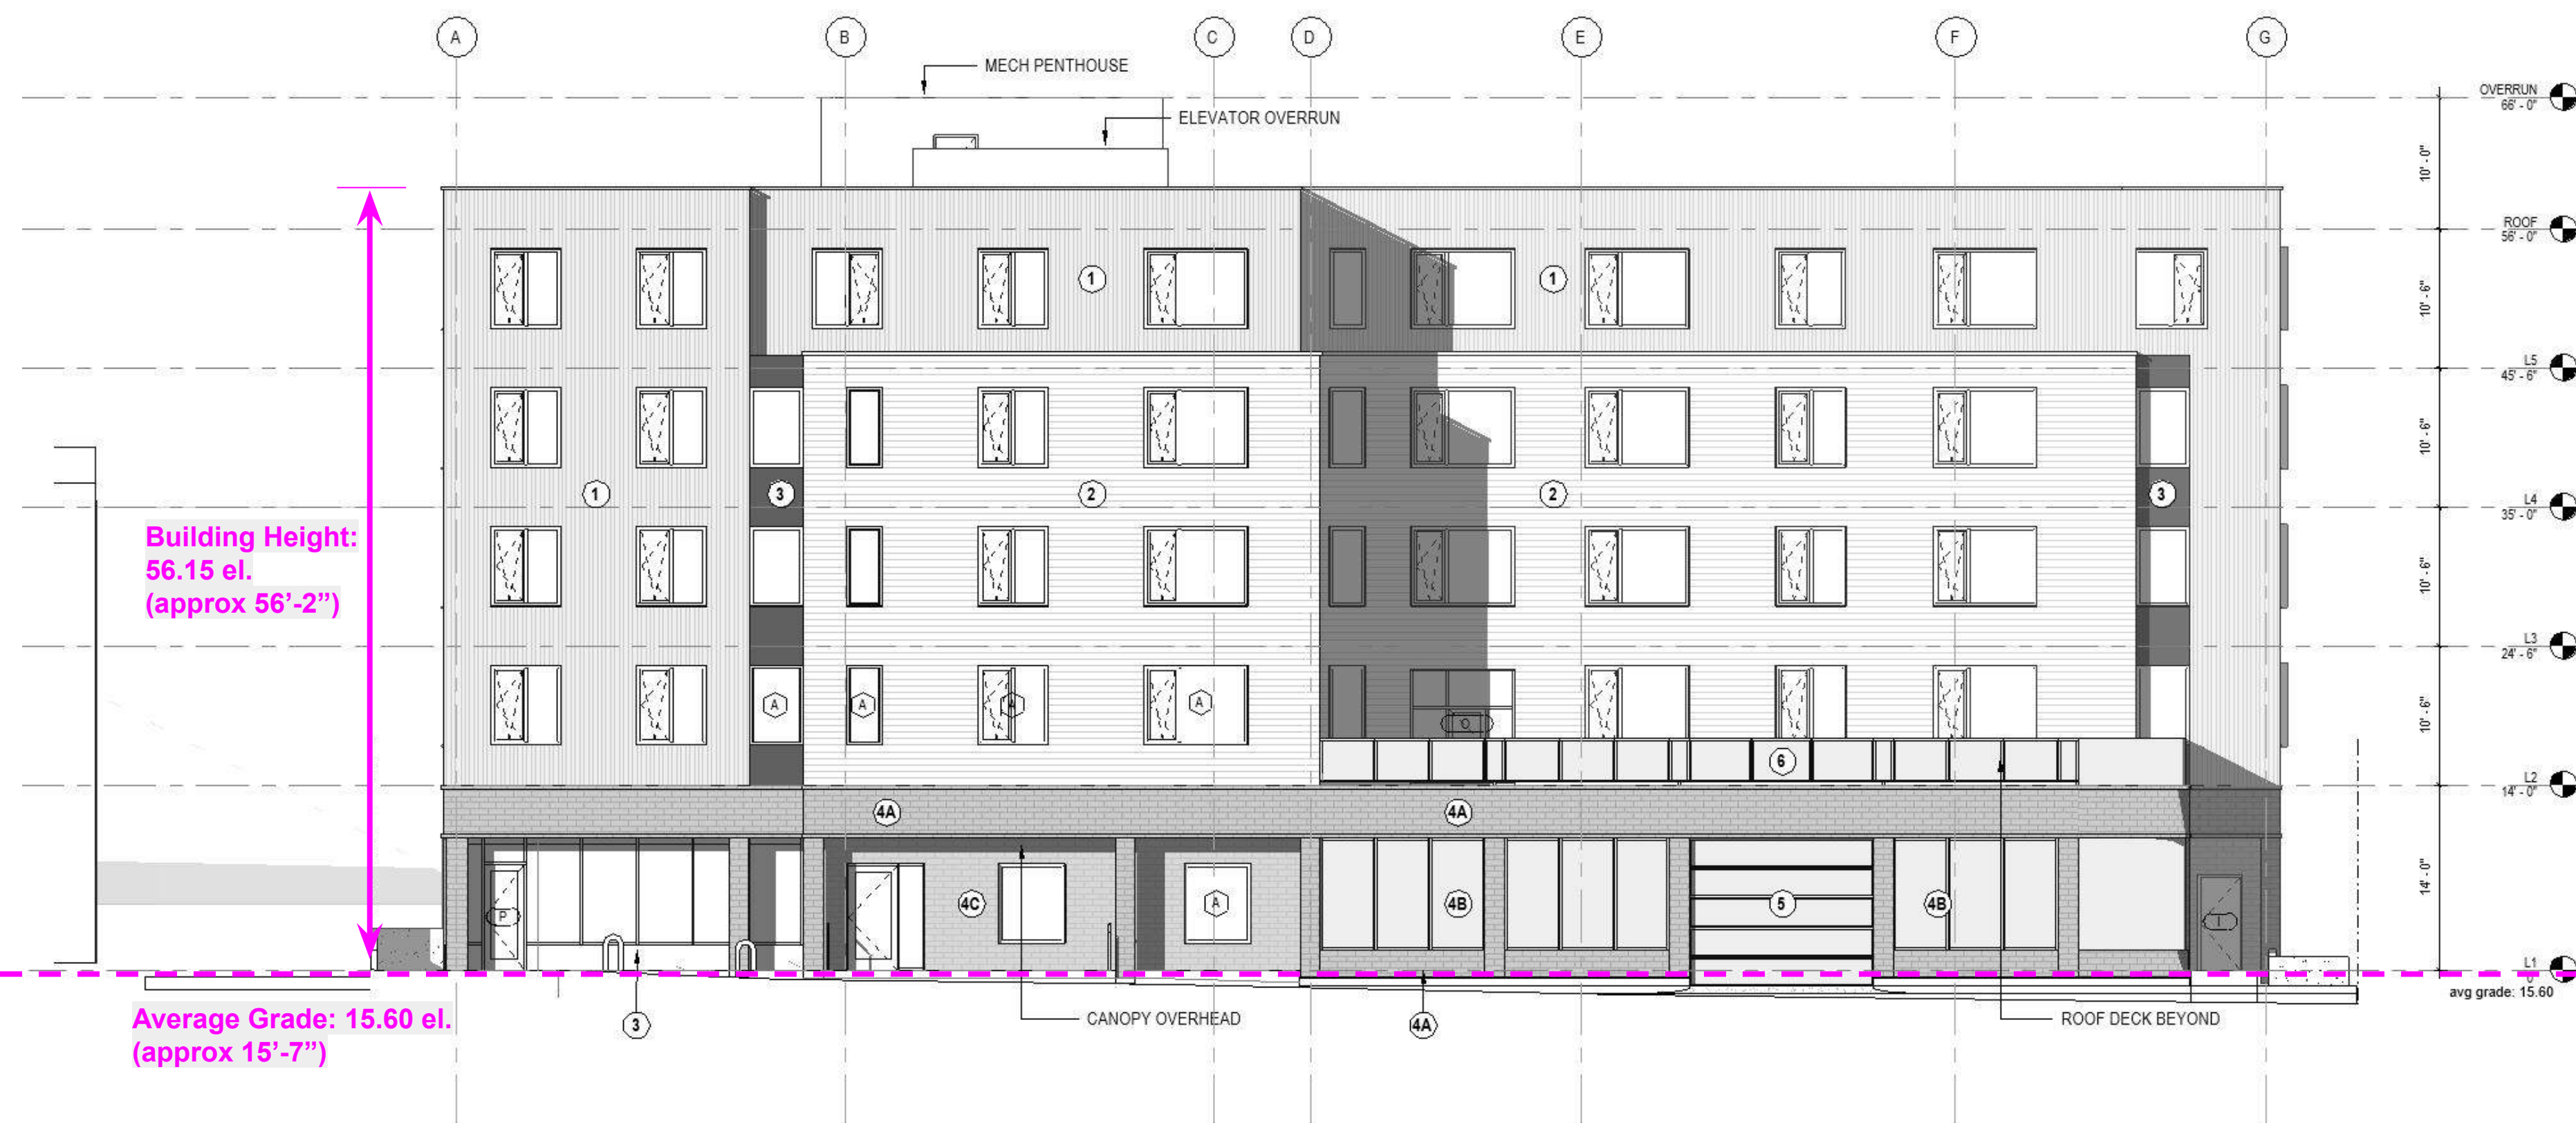 A
B
C
D
E
F
G
MECH PENTHOUSE
ELEVATOR OVERRUN
OVERRUN
66' - 0"
10' - 0"
ROOF
56' - 0"
1
1
10' - 6"
L5
45' - 6"
10' - 6"
1
3
2
2
3
L4
35' - 0"
Building Height:
56.15 el.
(approx 56'-2")
10' - 6"
L3
24' - 6"
A
A
A
A
O
10' - 6"
6
L2
14' - 0"
4A
4A
14' - 0"
P
4C
A
4B
5
4B
T
L1
0"
avg grade: 15.60
Average Grade: 15.60 el.
(approx 15'-7")
3
CANOPY OVERHEAD
4A
ROOF DECK BEYOND